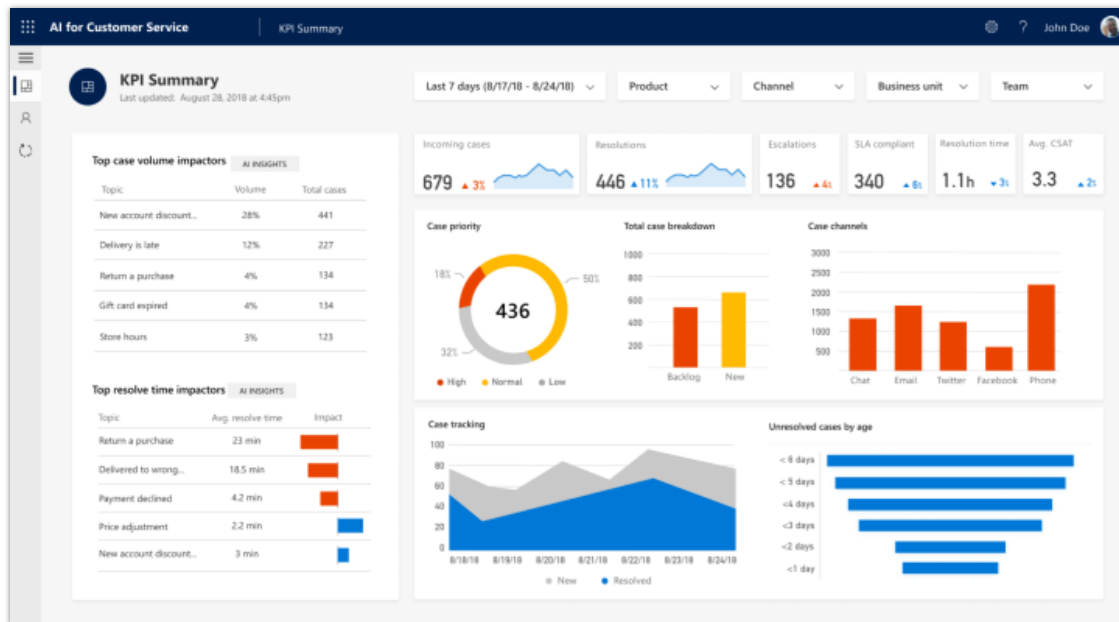 AI for Customer Service
KPI Summary
? John Doe
KPI Summary
Last updated: August 28, 2018 at 4:45pm
Last 7 days (8/17/18 - 8/24/18)
Product
Channel
Business unit
Team
Top case volume impactors AI INSIGHTS
Topic Volume Total cases
New account discount... 28% 441
Delivery is late 12% 227
Return a purchase 4% 134
Gift card expired 4% 134
Store hours 3% 123
Top resolve time impactors AI INSIGHTS
Topic Avg. resolve time Impact
Return a purchase 23 min
Delivered to wrong... 18.5 min
Payment declined 4.2 min
Price adjustment 2.2 min
New account discount... 3 min
Incoming cases
679 ▲ 3%
Resolutions
446 ▲ 11%
Escalations
136 ▲ 4%
SLA compliant
340 ▲ 6%
Resolution time
1.1h ▼ 3%
Avg. CSAT
3.3 ▲ 2%
Case priority
18%
50%
436
32%
High Normal Low
Total case breakdown
1000
800
600
400
200
Backlog New
Case channels
3000
2500
2000
1500
1000
500
Chat Email Twitter Facebook Phone
Case tracking
100
80
60
40
20
0
8/18/18 8/19/18 8/20/18 8/21/18 8/22/18 8/23/18 8/24/18
New Resolved
Unresolved cases by age
< 6 days
< 5 days
<4 days
<3 days
<2 days
<1 day